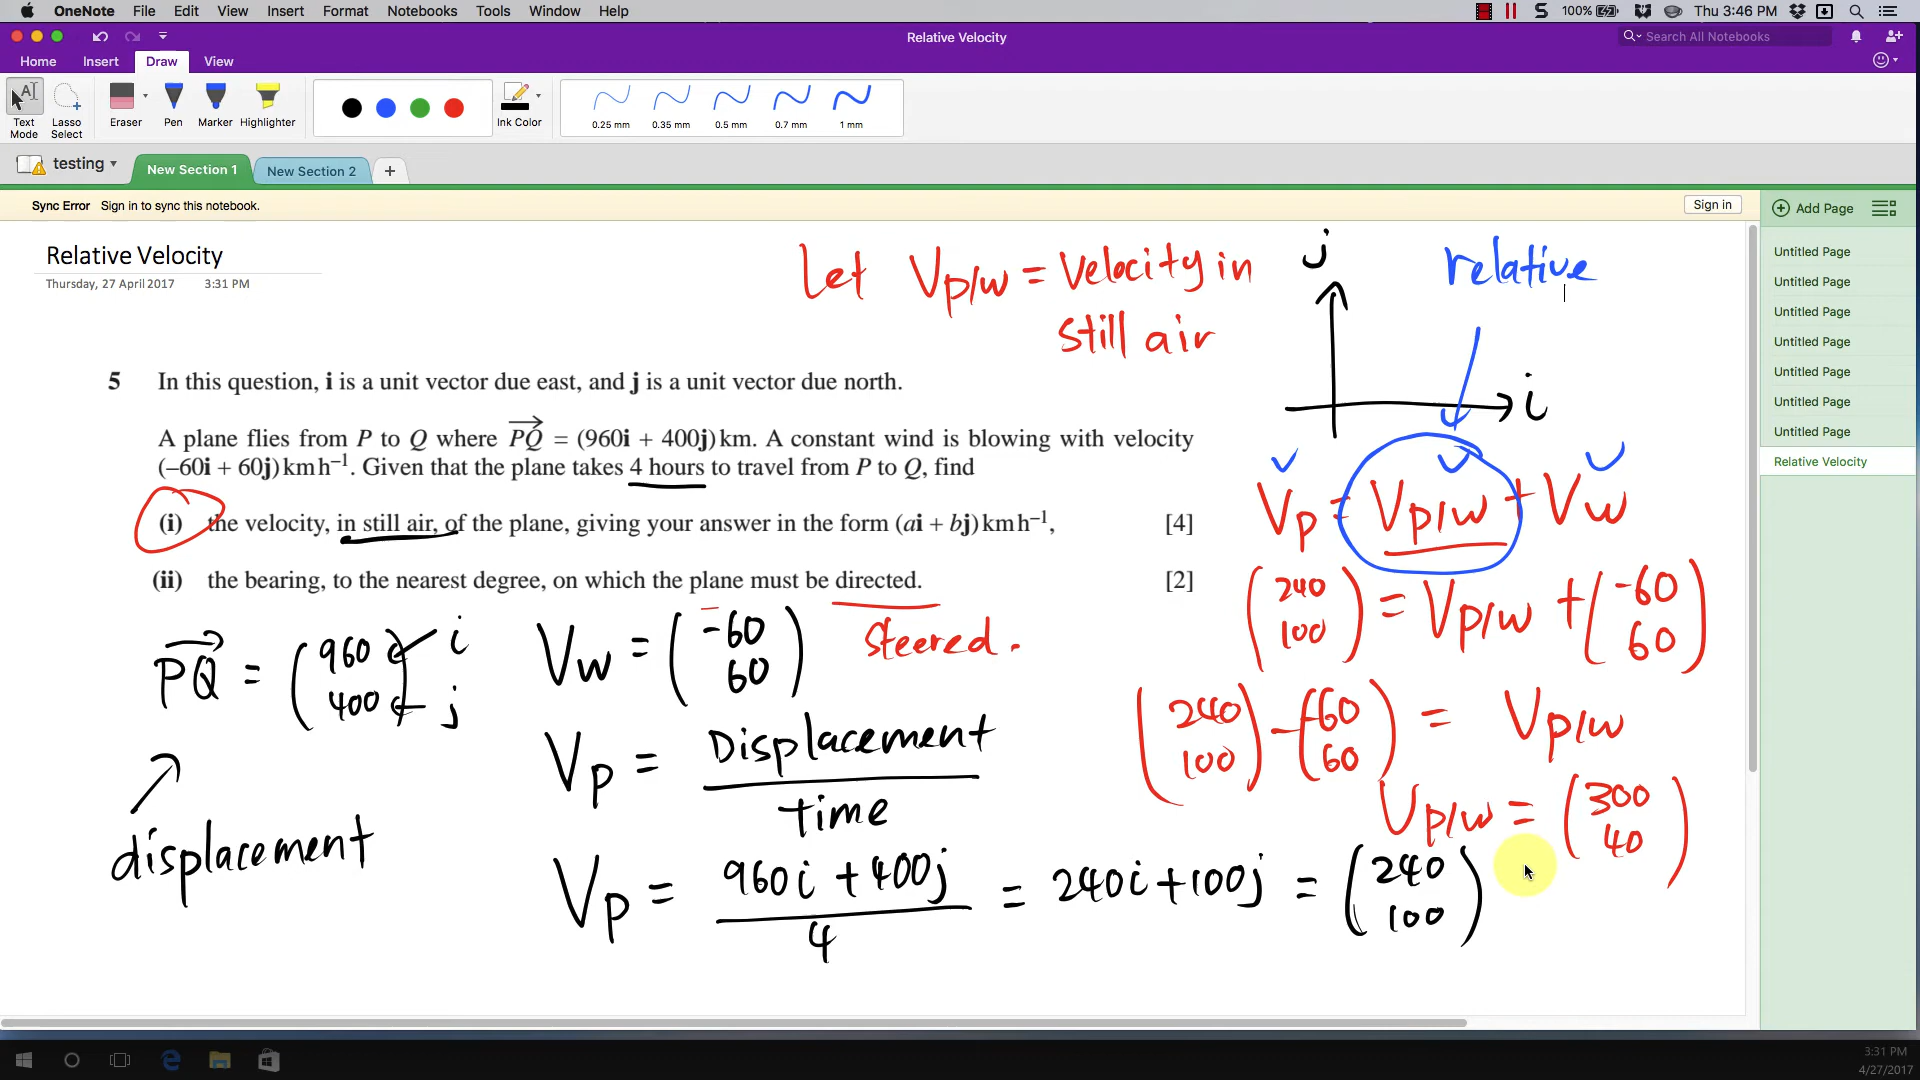 OneNote File Edit View Insert Format Notebooks Tools Window Help 100% Thu 3:46 PM
Relative Velocity
Search All Notebooks
Home Insert Draw View
Text Mode
Lasso Select
Eraser
Pen
Marker
Highlighter
Ink Color
0.25 mm 0.35 mm 0.5 mm 0.7 mm 1 mm
testing New Section 1 New Section 2 +
Sync Error Sign in to sync this notebook. Sign in
Add Page
Untitled Page
Untitled Page
Untitled Page
Untitled Page
Untitled Page
Untitled Page
Untitled Page
Relative Velocity
Relative Velocity
Thursday, 27 April 2017 3:31 PM
Let Vp/w = Velocity in
still air
j
i
relative
5 In this question, i is a unit vector due east, and j is a unit vector due north.
A plane flies from P to Q where PQ = (960i + 400j) km. A constant wind is blowing with velocity
(–60i + 60j) km h⁻¹. Given that the plane takes 4 hours to travel from P to Q, find
(i) the velocity, in still air, of the plane, giving your answer in the form (ai + bj) km h⁻¹, [4]
(ii) the bearing, to the nearest degree, on which the plane must be directed. [2]
steered.
PQ = (960 400) i j
displacement
Vw = (-60 60)
Vp = Displacement
time
Vp = 960i + 400j
4
= 240i + 100j = (240 100)
Vp = Vp/w + Vw
(240 100) = Vp/w + (-60 60)
(240 100) - (-60 60) = Vp/w
Vp/w = (300 40)
3:31 PM
4/27/2017